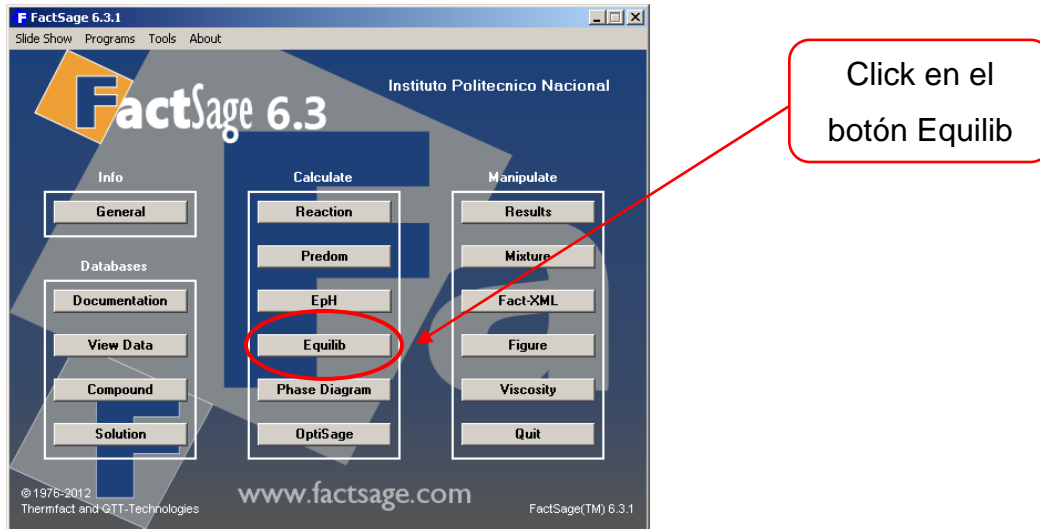 FactSage 6.3.1
Slide Show Programs Tools About
Instituto Politecnico Nacional
FactSage 6.3
Info
General
Databases
Documentation
View Data
Compound
Solution
Calculate
Reaction
Predom
EpH
Equilib
Phase Diagram
OptiSage
Manipulate
Results
Mixture
Fact-XML
Figure
Viscosity
Quit
© 1976-2012
Thermfact and GTT-Technologies
www.factsage.com
FactSage(TM) 6.3.1
Click en el
botón Equilib